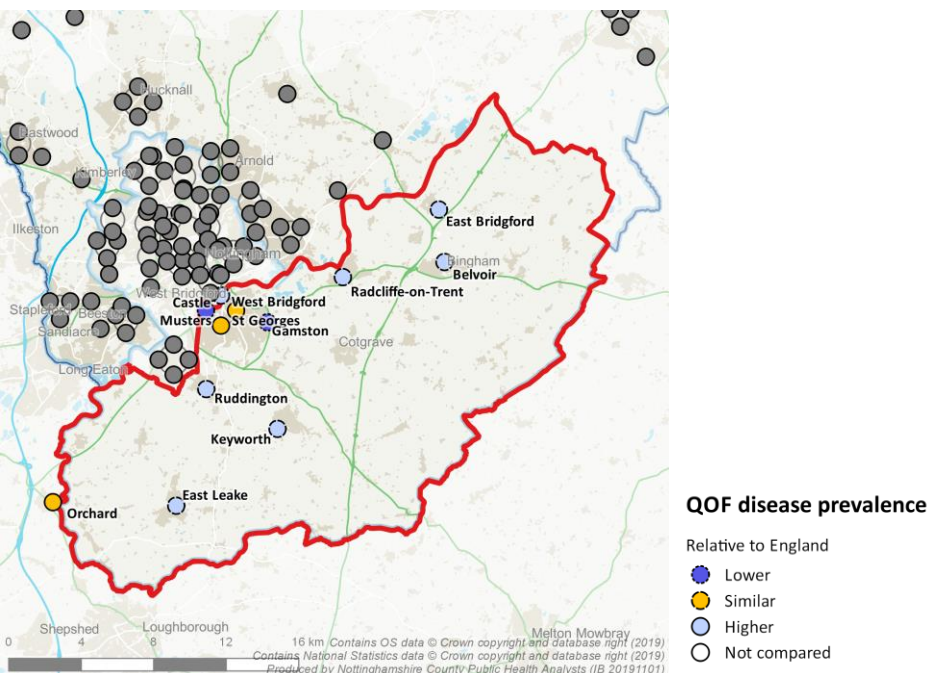 Hucknall
Eastwood
Arnold
Kimberley
Ilkeston
East Bridgford
Nottingham
Bingham
Belvoir
Radcliffe-on-Trent
West Bridgford
Castle
West Bridgford
Stapleford
Beeston
Musters
St Georges
Gamston
Sandiacre
Cotgrave
Long Eaton
Ruddington
Keyworth
East Leake
Orchard
QOF disease prevalence
Relative to England
Lower
Similar
Higher
Not compared
Shepshed
Loughborough
Melton Mowbray
0 4 8 12 16 km
Contains OS data © Crown copyright and database right (2019)
Contains National Statistics data © Crown copyright and database right (2019)
Produced by Nottinghamshire County Public Health Analysts (IB 20191101)